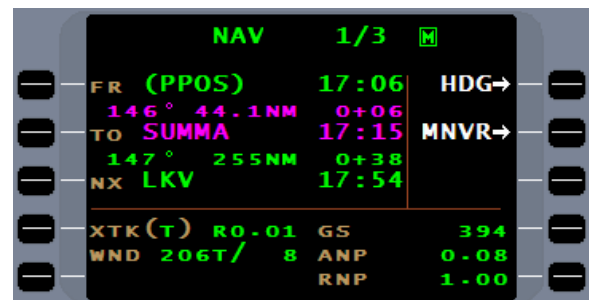 NAV 1/3 M
FR (PPOS) 17:06 HDG→
146° 44.1NM 0+06
TO SUMMA 17:15 MNVR→
147° 255NM 0+38
NX LKV 17:54
XTK(T) R0.01 GS 394
WND 206T/ 8 ANP 0.08
RNP 1.00